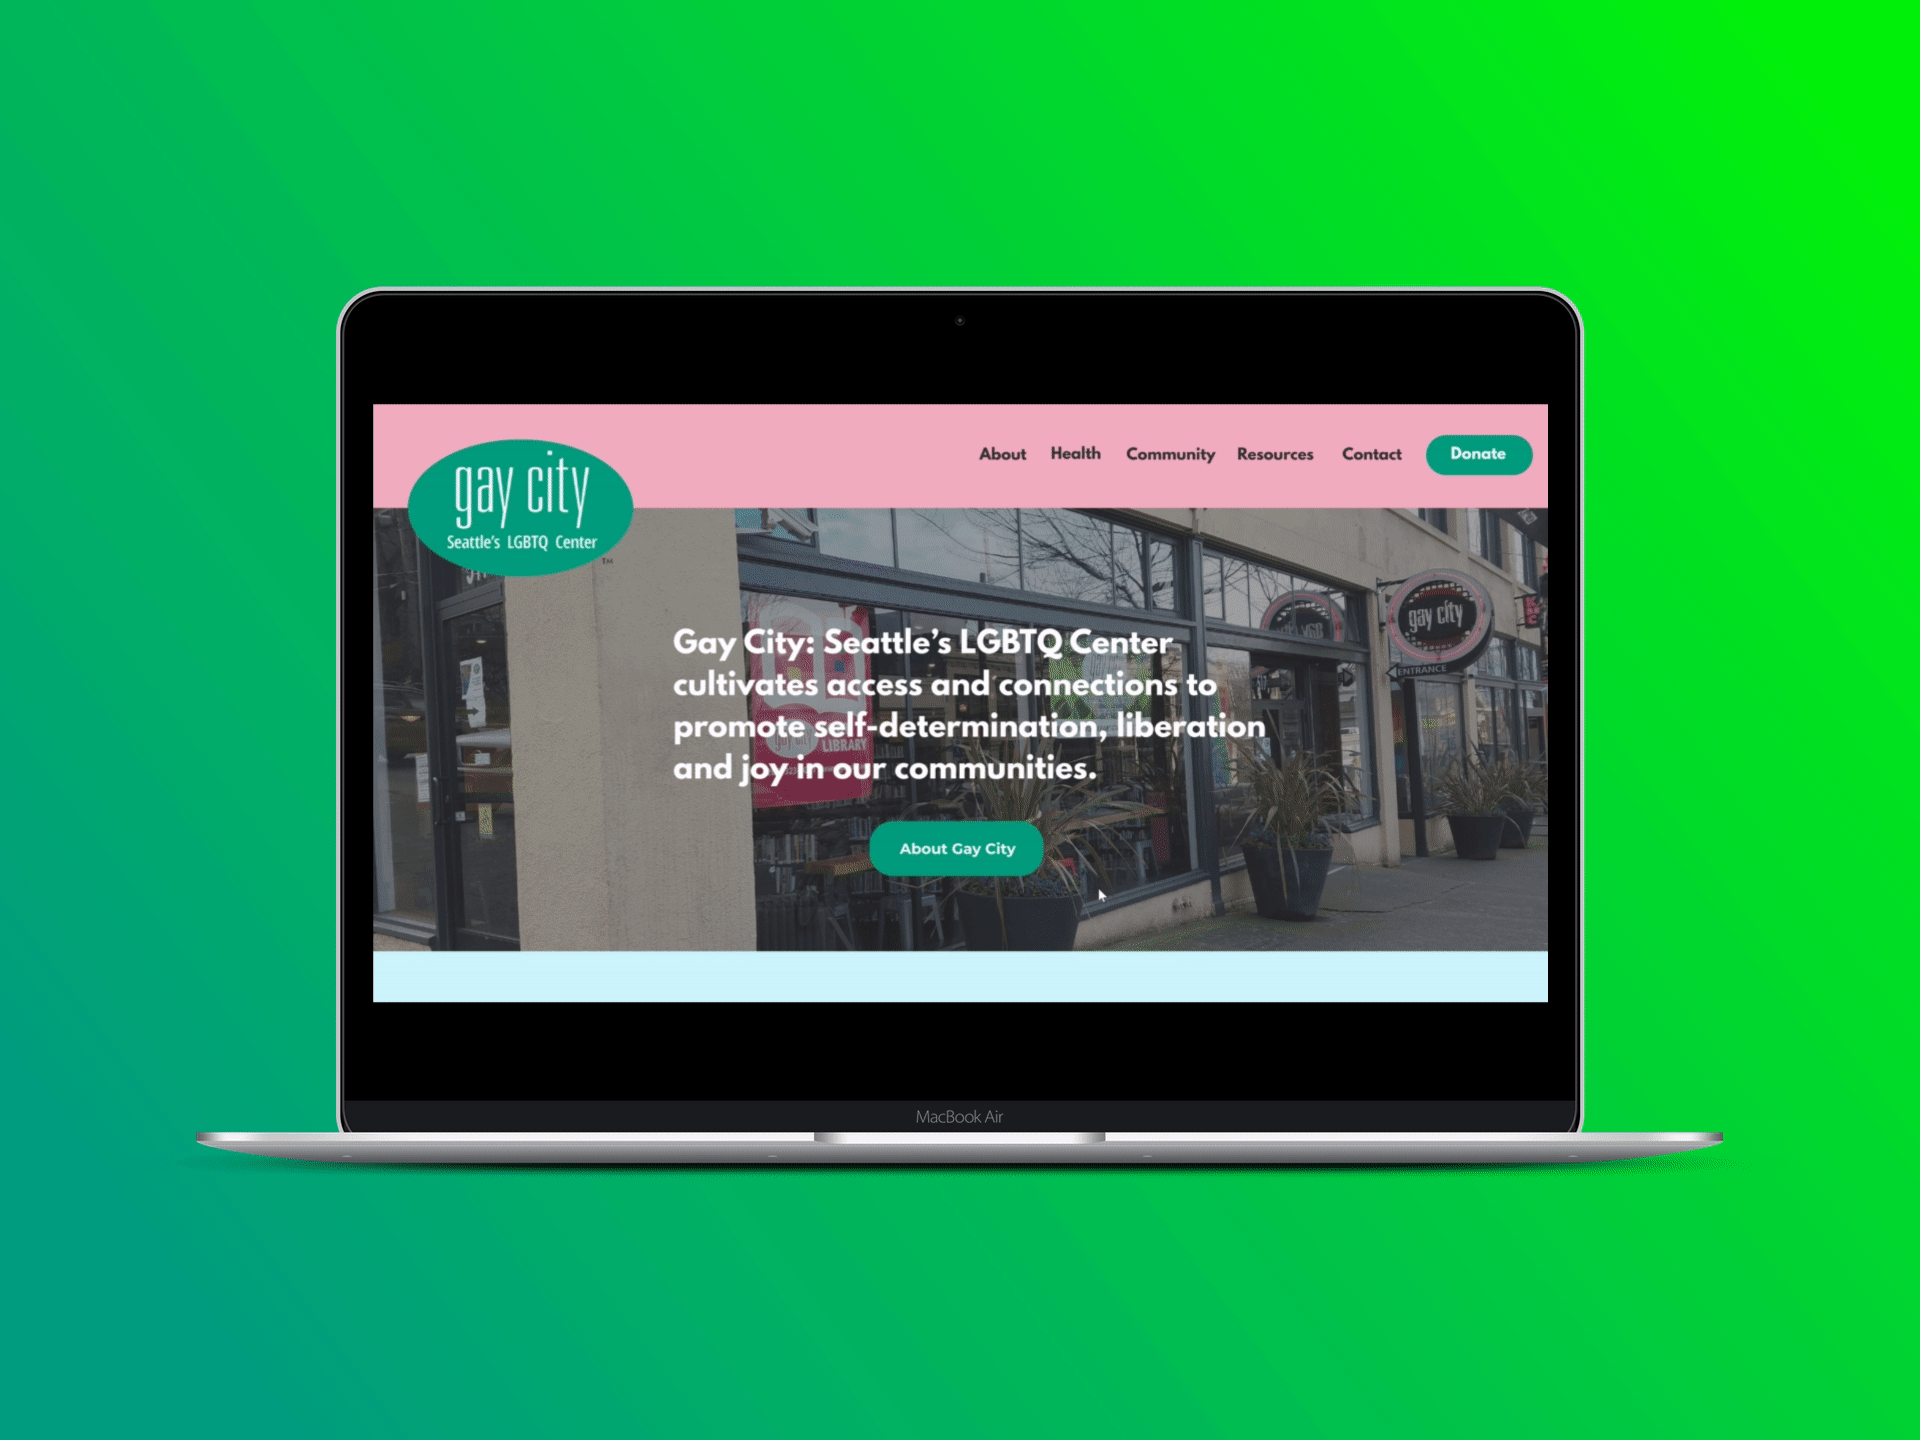 About Health Community Resources Contact Donate
gay city
Seattle's LGBTQ Center
TM
gay city
ENTRANCE
Gay City: Seattle’s LGBTQ Center
cultivates access and connections to
promote self-determination, liberation
and joy in our communities.
gay city
LIBRARY
About Gay City
MacBook Air